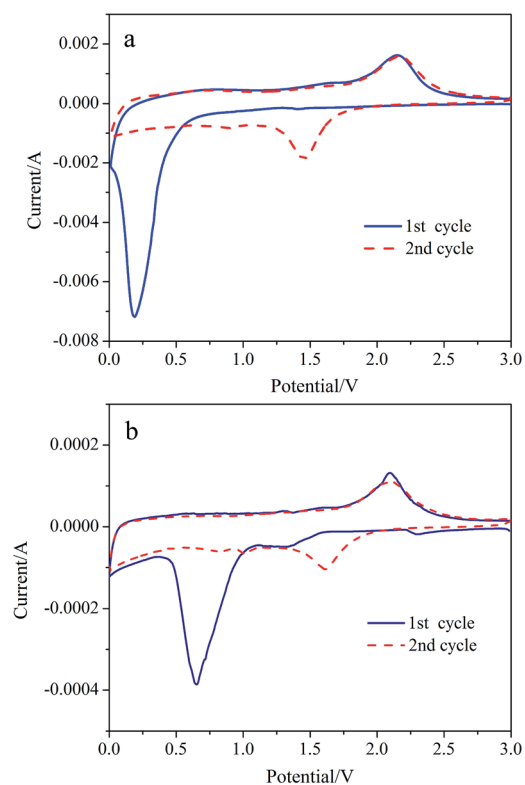 a
0.002
0.000
-0.002
-0.004
-0.006
-0.008
Current/A
1st cycle
2nd cycle
0.0 0.5 1.0 1.5 2.0 2.5 3.0
Potential/V
b
0.0002
0.0000
-0.0002
-0.0004
Current/A
1st cycle
2nd cycle
0.0 0.5 1.0 1.5 2.0 2.5 3.0
Potential/V